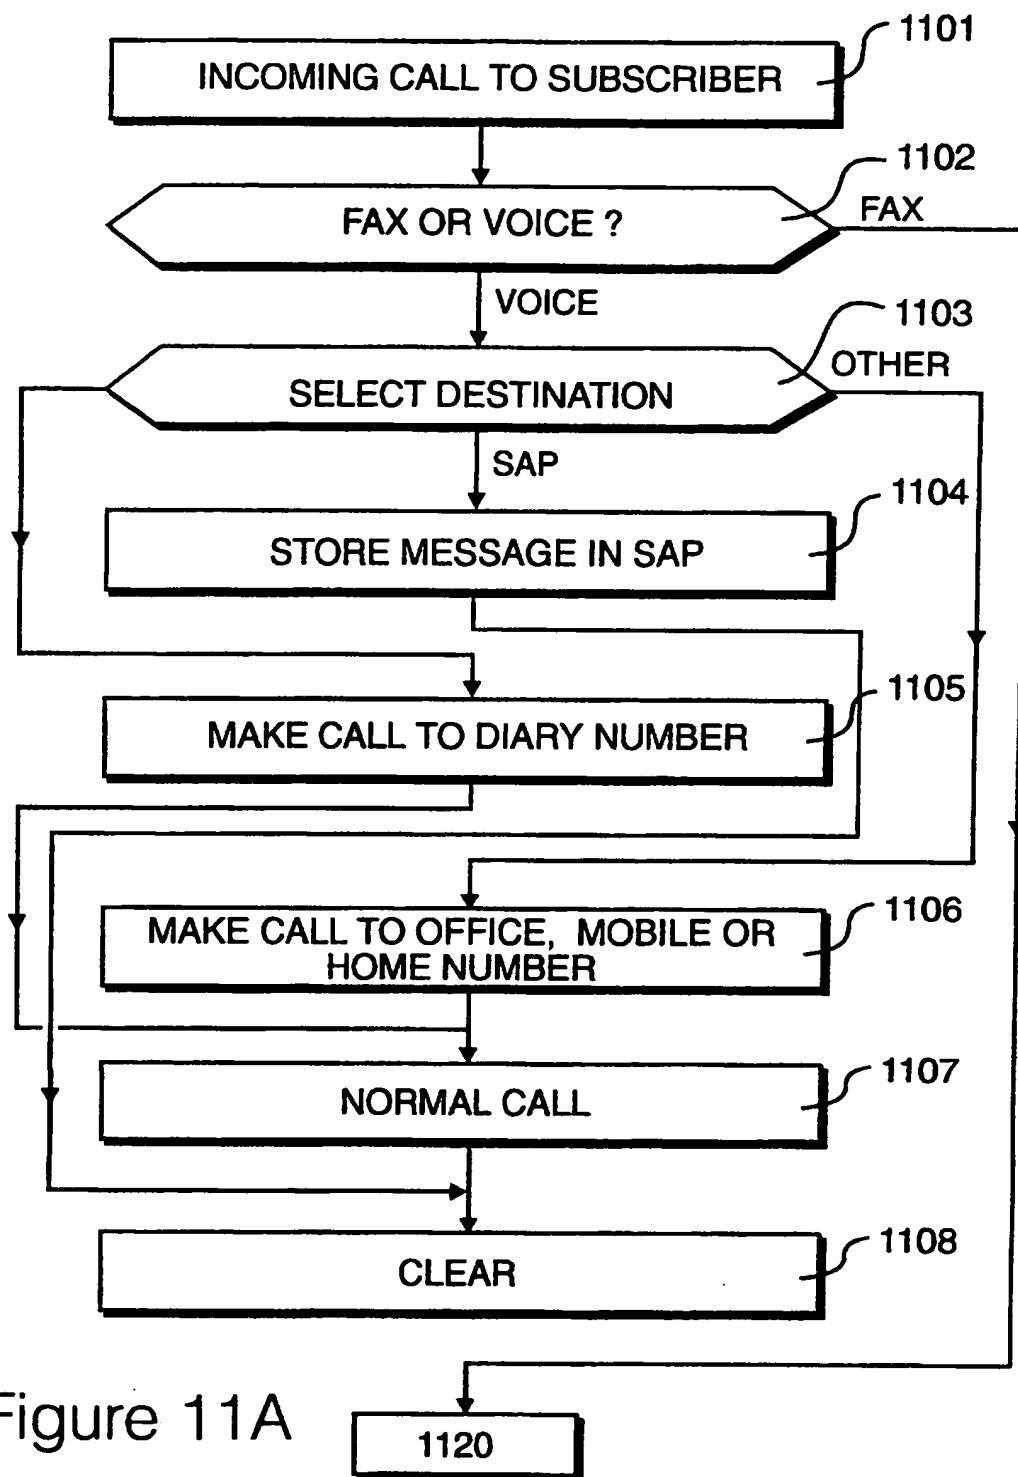 1101
INCOMING CALL TO SUBSCRIBER
1102
FAX OR VOICE ?
FAX
VOICE
1103
OTHER
SELECT DESTINATION
SAP
1104
STORE MESSAGE IN SAP
1105
MAKE CALL TO DIARY NUMBER
1106
MAKE CALL TO OFFICE, MOBILE OR
HOME NUMBER
1107
NORMAL CALL
1108
CLEAR
Figure 11A
1120